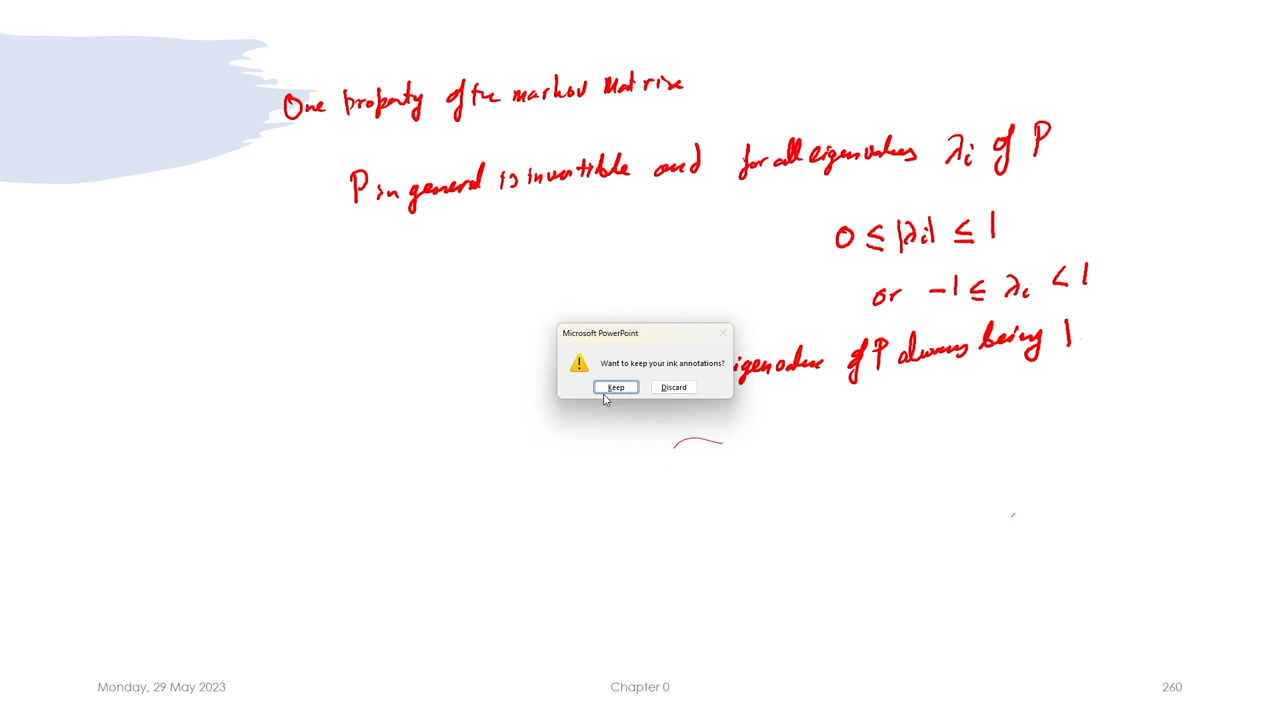 One property of the markov Matrix
P in general is invertible and for all eigenvalues λi of P
0 ≤ |λi| ≤ 1
or -1 ≤ λi < 1
Microsoft PowerPoint
Want to keep your ink annotations?
Keep Discard
eigenvalue of P always being 1
Monday, 29 May 2023 Chapter 0 260